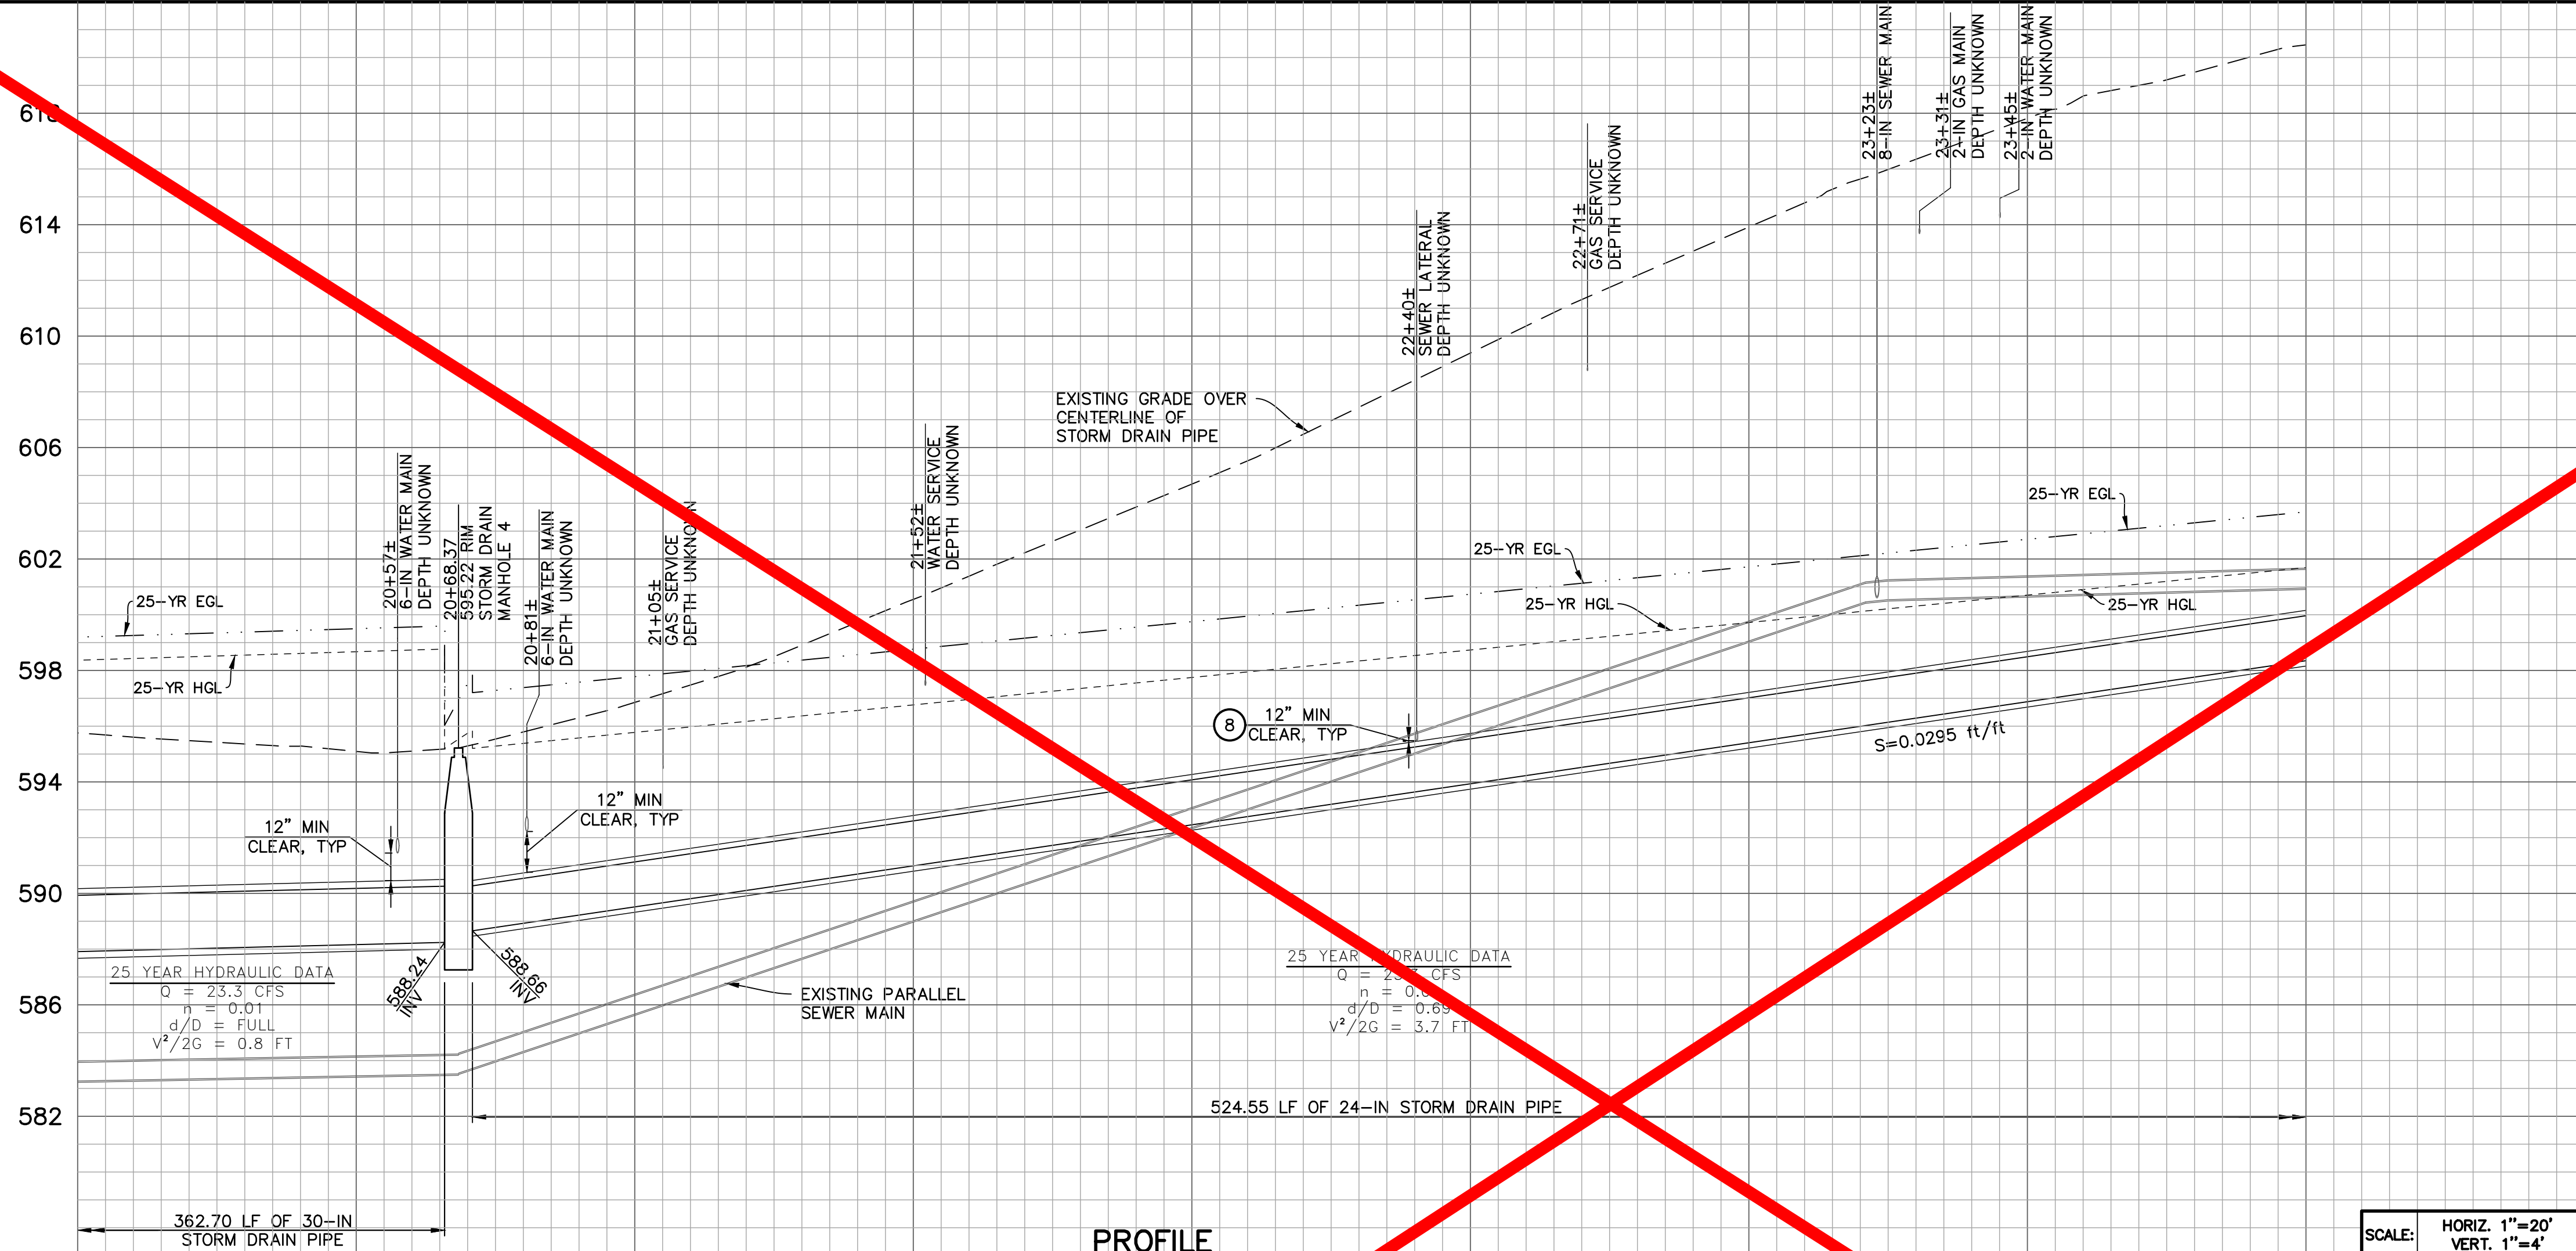 618
614
610
606
602
598
594
590
586
582
25-YR EGL
25-YR HGL
20+57±
6-IN WATER MAIN
DEPTH UNKNOWN
20+68.37
595.22 RIM
STORM DRAIN
MANHOLE 4
20+81±
6-IN WATER MAIN
DEPTH UNKNOWN
21+05±
GAS SERVICE
DEPTH UNKNOWN
21+52±
WATER SERVICE
DEPTH UNKNOWN
EXISTING GRADE OVER
CENTERLINE OF
STORM DRAIN PIPE
22+40±
SEWER LATERAL
DEPTH UNKNOWN
22+71±
GAS SERVICE
DEPTH UNKNOWN
23+23±
8-IN SEWER MAIN
23+31±
2-IN GAS MAIN
DEPTH UNKNOWN
23+45±
2-IN WATER MAIN
DEPTH UNKNOWN
25-YR EGL
25-YR EGL
25-YR HGL
25-YR HGL
8
12" MIN
CLEAR, TYP
12" MIN
CLEAR, TYP
12" MIN
CLEAR, TYP
S=0.0295 ft/ft
588.24
INV
588.66
INV
25 YEAR HYDRAULIC DATA
Q = 23.3 CFS
n = 0.01
d/D = FULL
V²/2G = 0.8 FT
EXISTING PARALLEL
SEWER MAIN
25 YEAR HYDRAULIC DATA
Q = CFS
n =
d/D = 0.69
V²/2G = 3.7 FT
524.55 LF OF 24-IN STORM DRAIN PIPE
362.70 LF OF 30-IN
STORM DRAIN PIPE
PROFILE
SCALE:
HORIZ. 1"=20'
VERT. 1"=4'